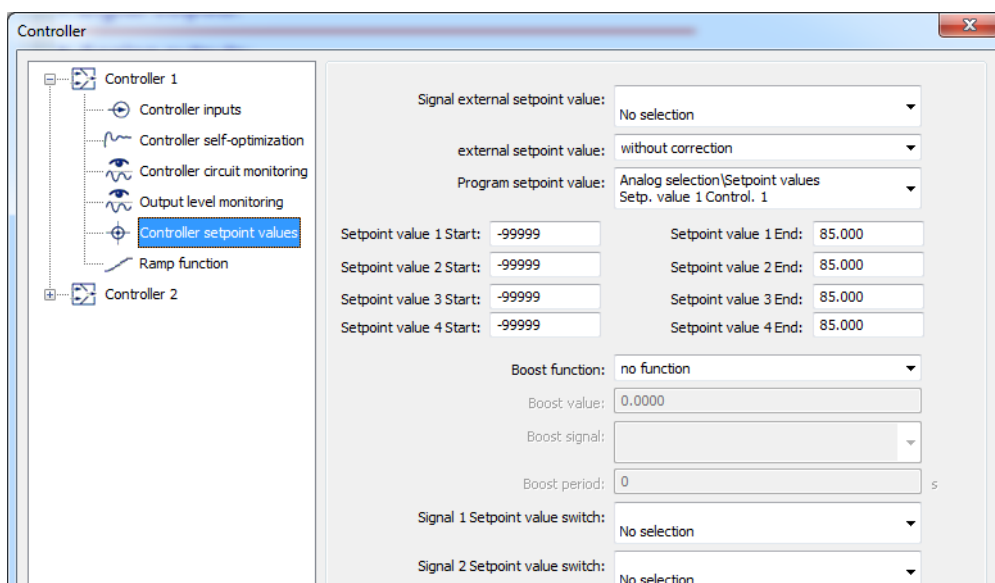 Controller
Controller 1
Controller inputs
Controller self-optimization
Controller circuit monitoring
Output level monitoring
Controller setpoint values
Ramp function
Controller 2
Signal external setpoint value:
No selection
external setpoint value: without correction
Program setpoint value: Analog selection\Setpoint values
Setp. value 1 Control. 1
Setpoint value 1 Start: -99999 Setpoint value 1 End: 85.000
Setpoint value 2 Start: -99999 Setpoint value 2 End: 85.000
Setpoint value 3 Start: -99999 Setpoint value 3 End: 85.000
Setpoint value 4 Start: -99999 Setpoint value 4 End: 85.000
Boost function: no function
Boost value: 0.0000
Boost signal:
Boost period: 0 s
Signal 1 Setpoint value switch:
No selection
Signal 2 Setpoint value switch:
No selection